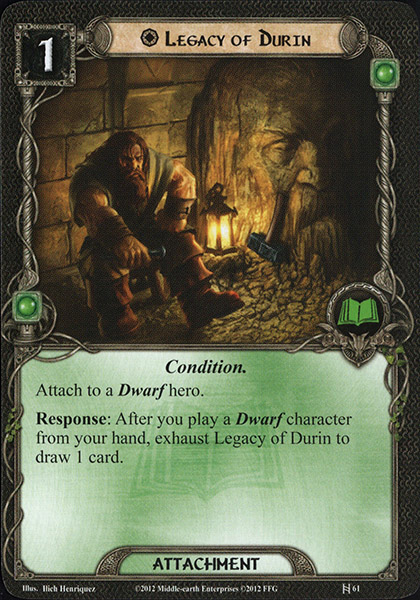 1
Legacy of Durin
Condition.
Attach to a Dwarf hero.
Response: After you play a Dwarf character
from your hand, exhaust Legacy of Durin to
draw 1 card.
ATTACHMENT
Illus. Ilich Henriquez
©2012 Middle-earth Enterprises ©2012 FFG
61